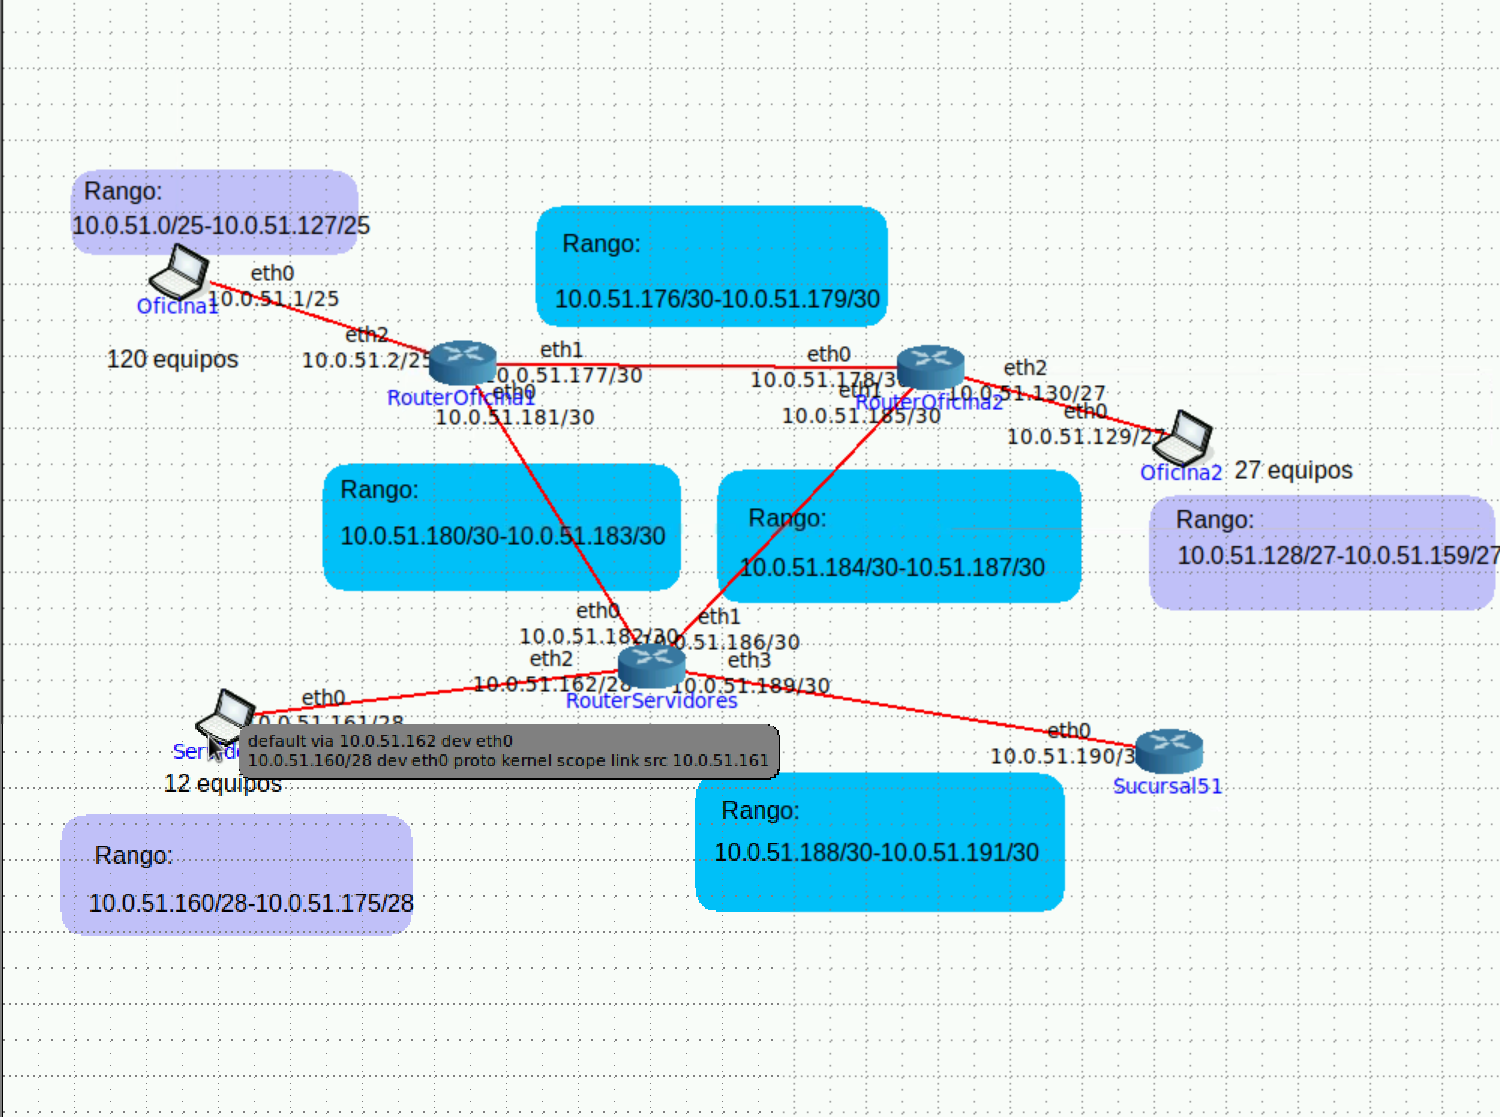 Rango:
10.0.51.0/25-10.0.51.127/25
eth0
10.0.51.1/25
Oficina1
120 equipos
eth2
10.0.51.2/25
RouterOficina1
eth1
10.0.51.177/30
eth0
10.0.51.181/30
Rango:
10.0.51.176/30-10.0.51.179/30
eth0
10.0.51.178/30
eth1
10.0.51.185/30
RouterOficina2
eth2
10.0.51.130/27
eth0
10.0.51.129/27
Oficina2
27 equipos
Rango:
10.0.51.128/27-10.0.51.159/27
Rango:
10.0.51.180/30-10.0.51.183/30
Rango:
10.0.51.184/30-10.51.187/30
eth0
10.0.51.182/30
eth1
10.0.51.186/30
eth2
10.0.51.162/28
eth3
10.0.51.189/30
RouterServidores
eth0
10.0.51.161/28
default via 10.0.51.162 dev eth0
10.0.51.160/28 dev eth0 proto kernel scope link src 10.0.51.161
12 equipos
eth0
10.0.51.190/3
Sucursal51
Rango:
10.0.51.188/30-10.0.51.191/30
Rango:
10.0.51.160/28-10.0.51.175/28